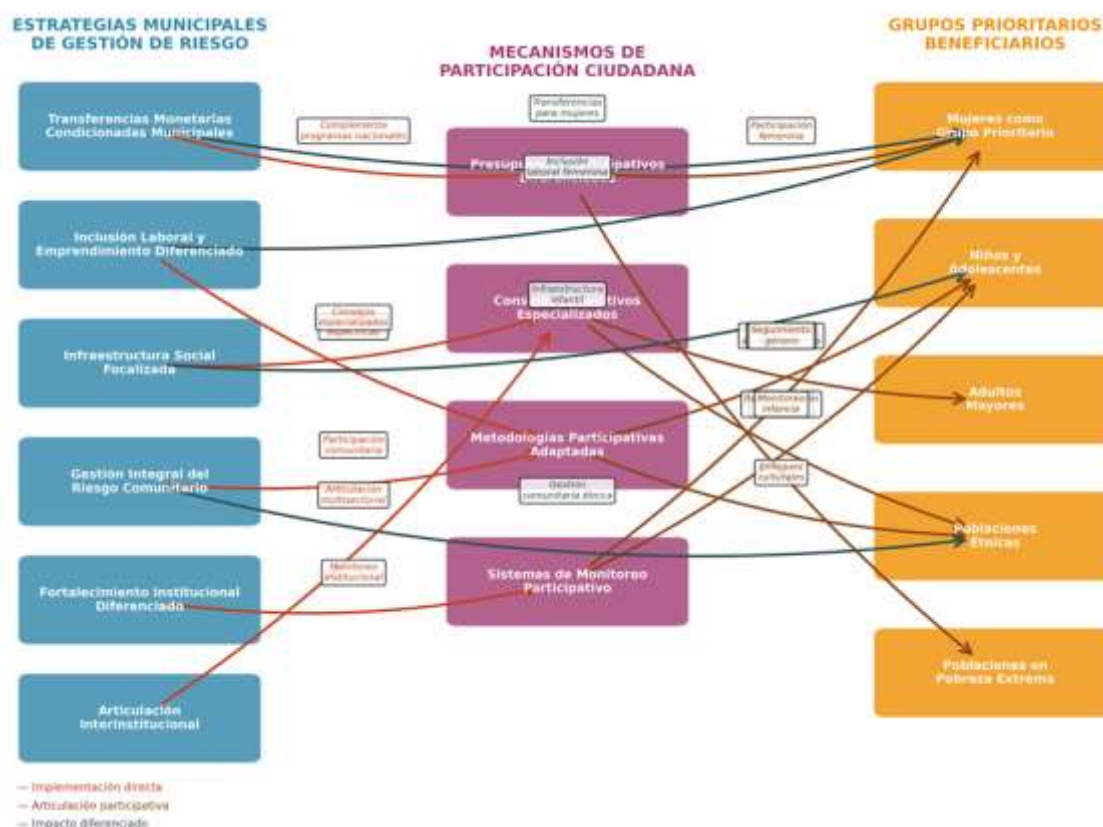 ESTRATEGIAS MUNICIPALES
DE GESTIÓN DE RIESGO
MECANISMOS DE
PARTICIPACIÓN CIUDADANA
GRUPOS PRIORITARIOS
BENEFICIARIOS
Transferencias Monetarias
Condicionadas Municipales
Inclusión Laboral y
Emprendimiento Diferenciado
Infraestructura Social
Focalizada
Gestión Integral del
Riesgo Comunitario
Fortalecimiento Institucional
Diferenciado
Articulación
Interinstitucional
Complemento
programas nacionales
Consejos
especializados
Participación
comunitaria
Articulación
multisectorial
Monitoreo
institucional
Transferencias
para mujeres
Inclusión
laboral femenina
Infraestructura
infantil
Especializados
Metodologías Participativas
Adaptadas
Gestión
comunitaria étnica
Sistemas de Monitoreo
Participativo
Participación
femenina
Seguimiento
género
Monitoreo
infancia
Enfoques
culturales
Mujeres como
Grupo Prioritario
Niños y
Adolescentes
Adultos
Mayores
Poblaciones
Étnicas
Poblaciones en
Pobreza Extrema
— Implementación directa
— Articulación participativa
— Impacto diferenciado